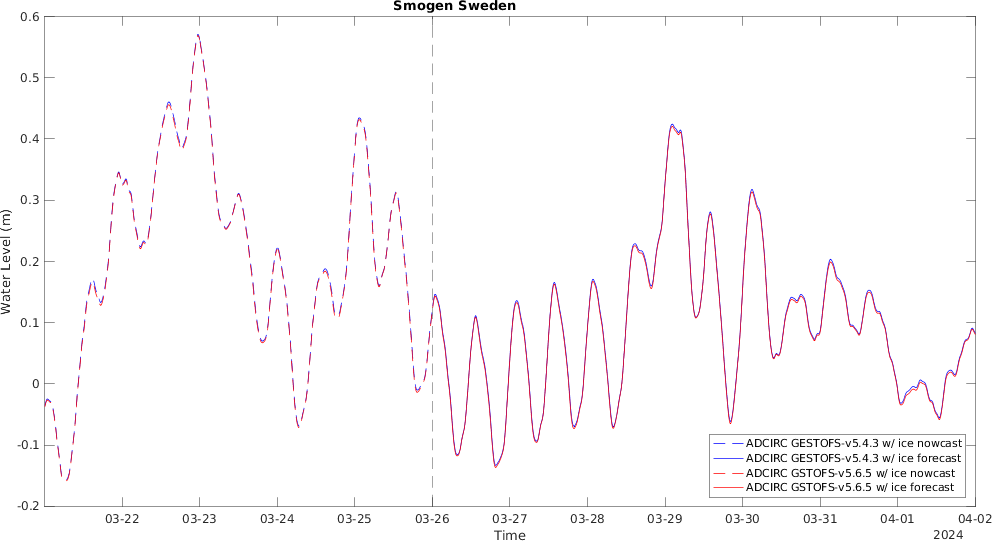 Smogen Sweden
0.6
0.5
0.4
0.3
0.2
0.1
0
-0.1
-0.2
Water Level (m)
03-22 03-23 03-24 03-25 03-26 03-27 03-28 03-29 03-30 03-31 04-01 04-02
Time
2024
ADCIRC GESTOFS-v5.4.3 w/ ice nowcast
ADCIRC GESTOFS-v5.4.3 w/ ice forecast
ADCIRC GSTOFS-v5.6.5 w/ ice nowcast
ADCIRC GSTOFS-v5.6.5 w/ ice forecast